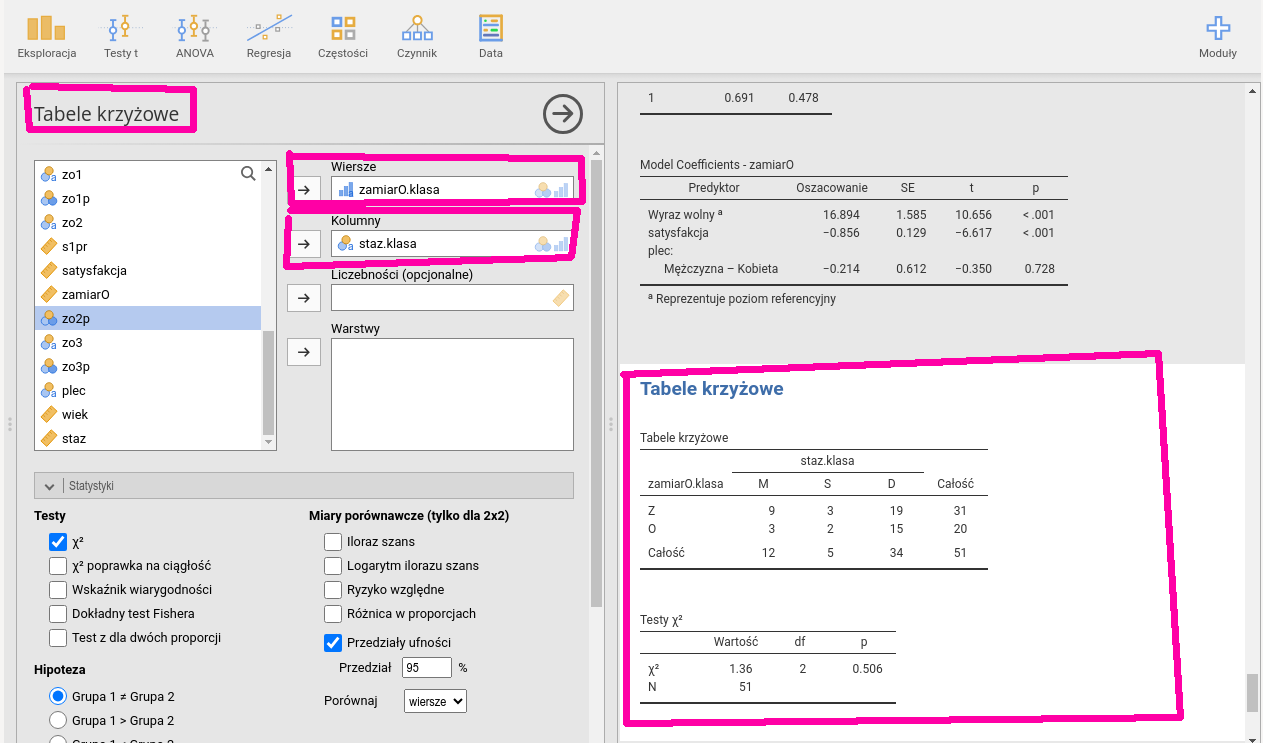 Eksploracja Testy t ANOVA Regresja Częstości Czynnik Data Moduły
Tabele krzyżowe
zo1
zo1p
zo2
s1pr
satysfakcja
zamiarO
zo2p
zo3
zo3p
plec
wiek
staz
Wiersze
zamiarO.klasa
Kolumny
staz.klasa
Liczebności (opcjonalne)
Warstwy
Statystyki
Testy
χ²
χ² poprawka na ciągłość
Wskaźnik wiarygodności
Dokładny test Fishera
Test z dla dwóch proporcji
Hipoteza
Grupa 1 ≠ Grupa 2
Grupa 1 > Grupa 2
Miary porównawcze (tylko dla 2x2)
Iloraz szans
Logarytm ilorazu szans
Ryzyko względne
Różnica w proporcjach
Przedziały ufności
Przedział 95 %
Porównaj wiersze
1 0.691 0.478
Model Coefficients - zamiarO
Predyktor Oszacowanie SE t p
Wyraz wolny ª 16.894 1.585 10.656 < .001
satysfakcja −0.856 0.129 −6.617 < .001
plec:
Mężczyzna – Kobieta −0.214 0.612 −0.350 0.728
ª Reprezentuje poziom referencyjny
Tabele krzyżowe
Tabele krzyżowe
staz.klasa
zamiarO.klasa M S D Całość
Z 9 3 19 31
O 3 2 15 20
Całość 12 5 34 51
Testy χ²
Wartość df p
χ² 1.36 2 0.506
N 51